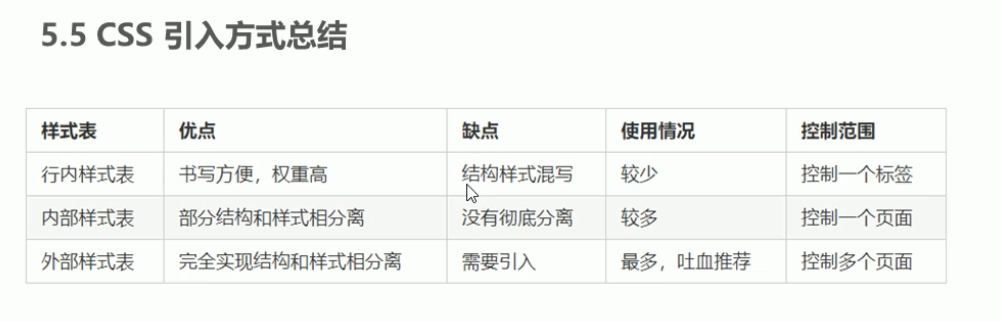 5.5 CSS 引入方式总结
样式表 优点 缺点 使用情况 控制范围
行内样式表 书写方便，权重高 结构样式混写 较少 控制一个标签
内部样式表 部分结构和样式相分离 没有彻底分离 较多 控制一个页面
外部样式表 完全实现结构和样式相分离 需要引入 最多，吐血推荐 控制多个页面